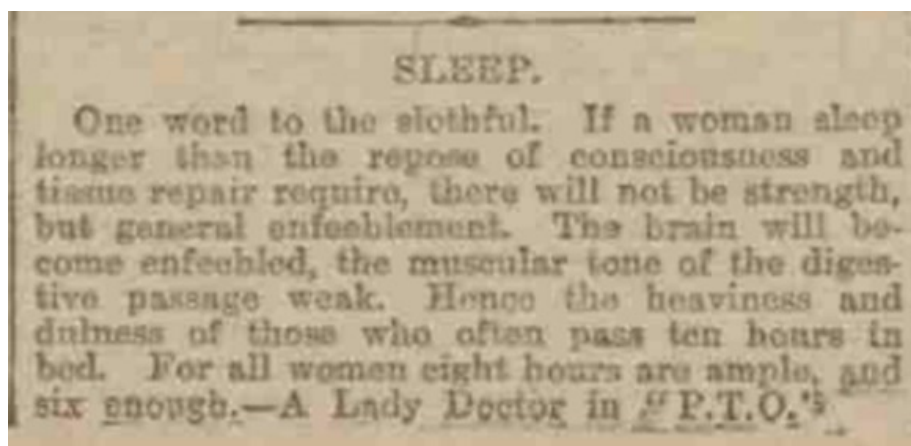 SLEEP.
One word to the slothful. If a woman sleep
longer than the repose of consciousness and
tissue repair require, there will not be strength,
but general enfeeblement. The brain will be-
come enfeebled, the muscular tone of the diges-
tive passage weak. Hence the heaviness and
dulness of those who often pass ten hours in
bed. For all women eight hours are ample, and
six enough.—A Lady Doctor in "P.T.O."